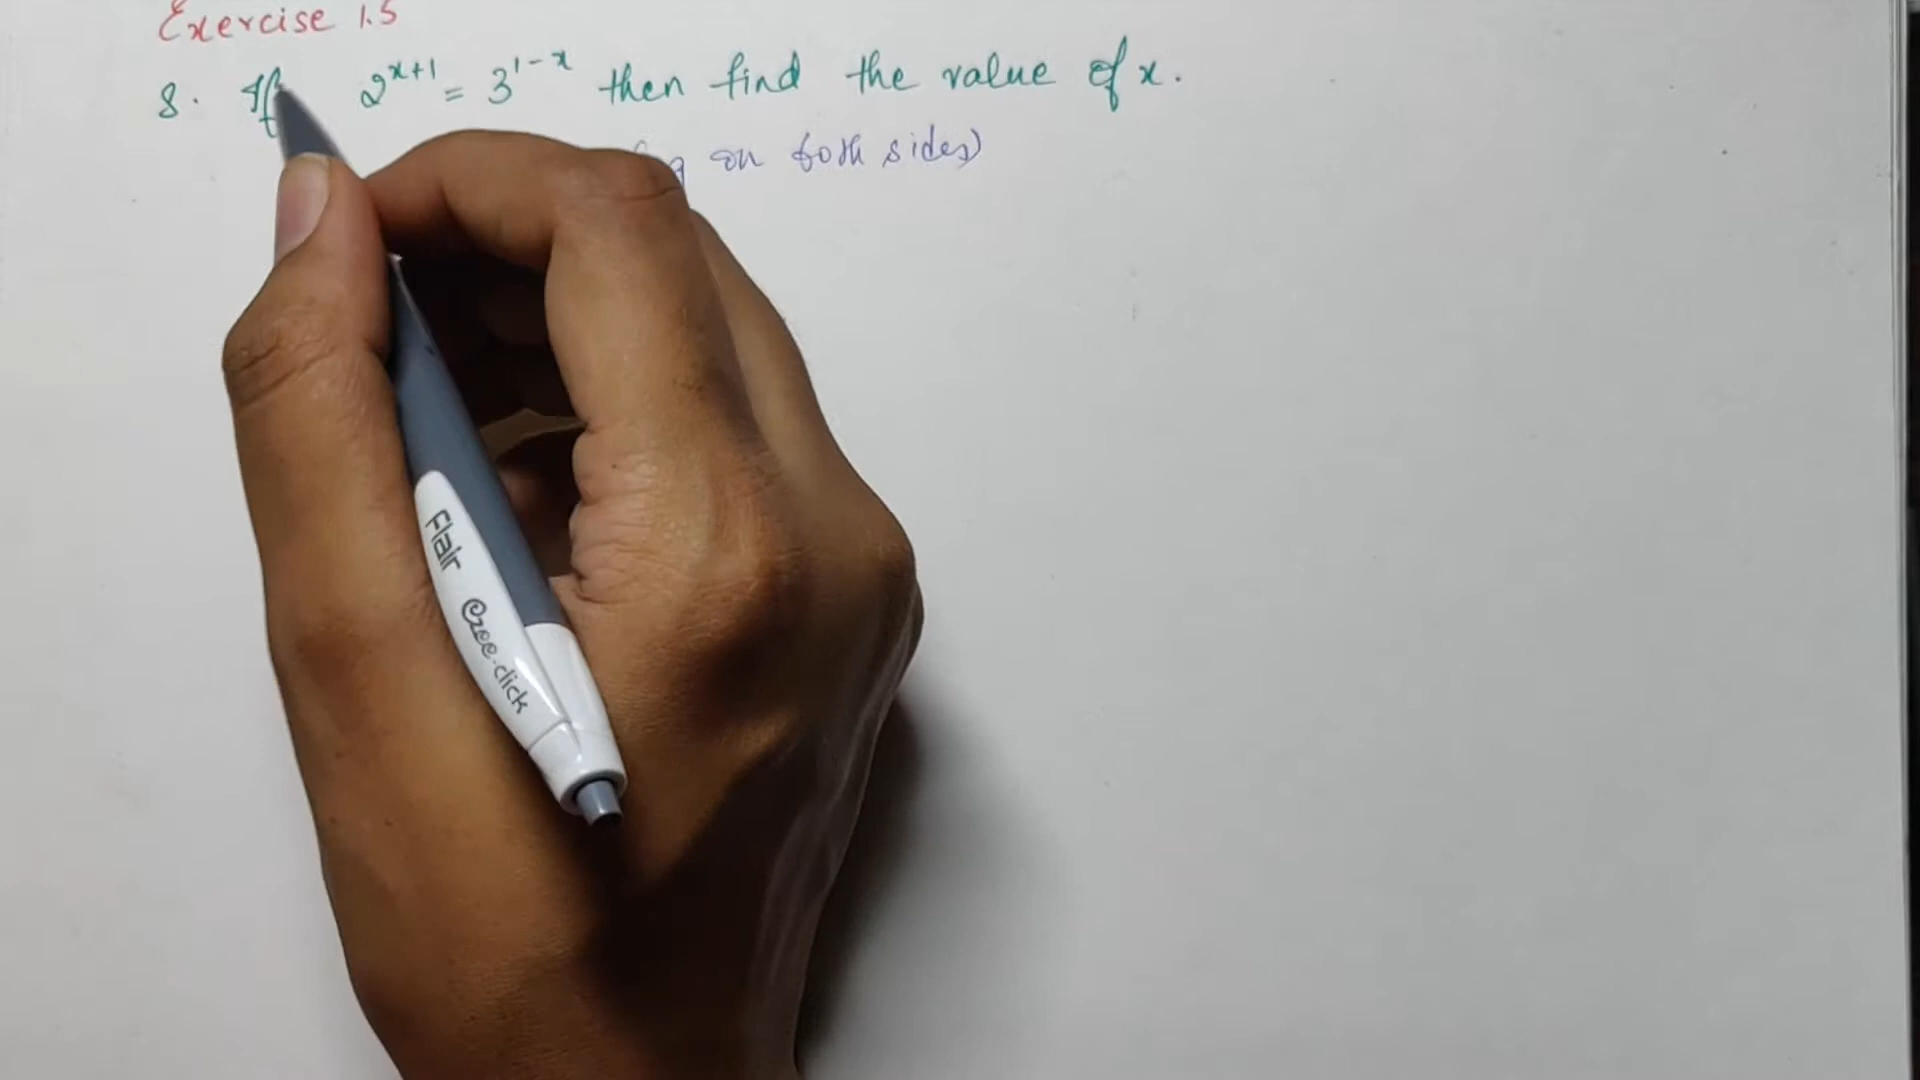 Exercise 1.5
8. If 2^{x+1} = 3^{1-x} then find the value of x.
on both sides)
Flair
Ezee-click